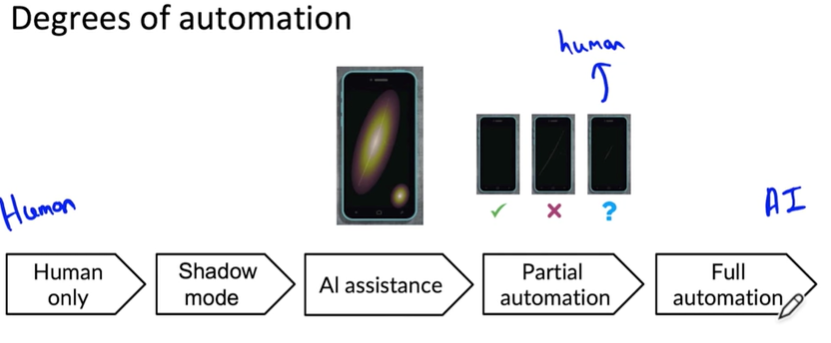 Degrees of automation
human
✓ × ?
Human
AI
Human
only
Shadow
mode
AI assistance
Partial
automation
Full
automation